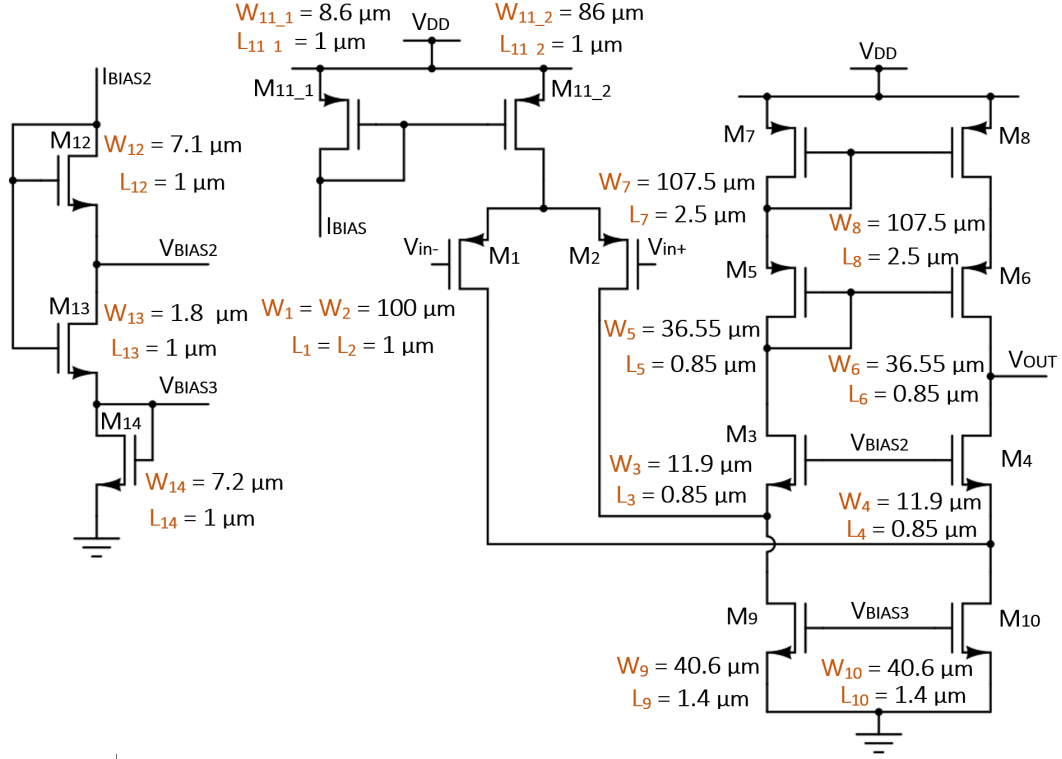 W11_1 = 8.6 µm
L11 1 = 1 µm
VDD
W11_2 = 86 µm
L11 2 = 1 µm
VDD
IBIAS2
M11_1
M11_2
M12
W12 = 7.1 µm
L12 = 1 µm
M7
M8
W7 = 107.5 µm
L7 = 2.5 µm
W8 = 107.5 µm
L8 = 2.5 µm
IBIAS
VBIAS2
Vin-
M1
M2
Vin+
M5
M6
M13
W13 = 1.8 µm
L13 = 1 µm
W1 = W2 = 100 µm
L1 = L2 = 1 µm
W5 = 36.55 µm
L5 = 0.85 µm
W6 = 36.55 µm
L6 = 0.85 µm
VOUT
VBIAS3
M14
W14 = 7.2 µm
L14 = 1 µm
M3
VBIAS2
M4
W3 = 11.9 µm
L3 = 0.85 µm
W4 = 11.9 µm
L4 = 0.85 µm
M9
VBIAS3
M10
W9 = 40.6 µm
L9 = 1.4 µm
W10 = 40.6 µm
L10 = 1.4 µm